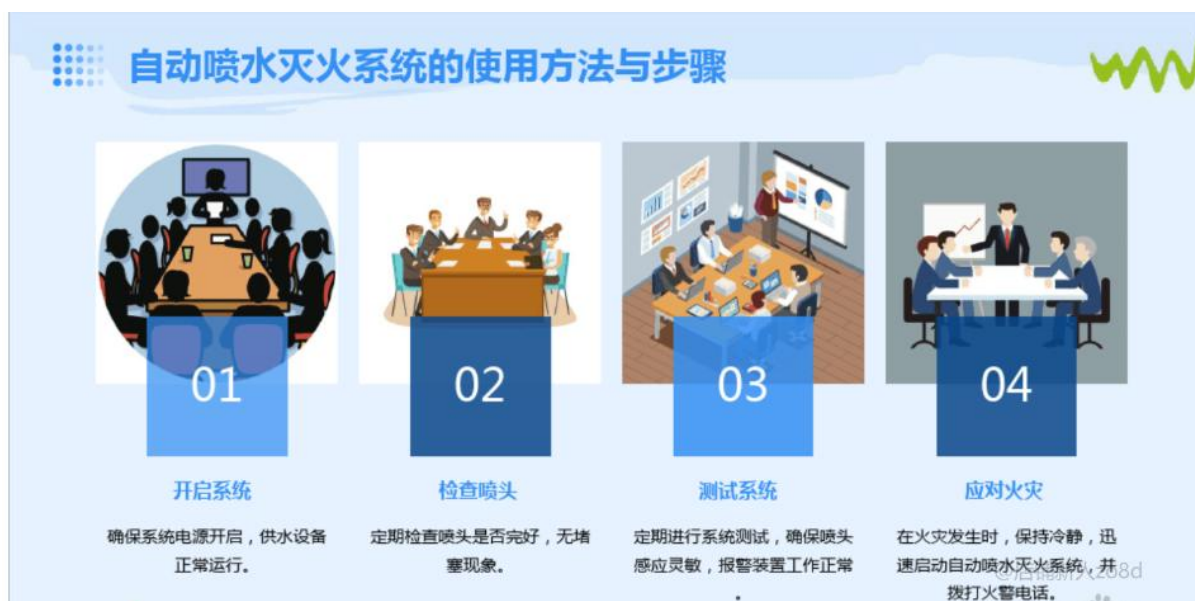 自动喷水灭火系统的使用方法与步骤
01
02
03
04
开启系统
检查喷头
测试系统
应对火灾
确保系统电源开启，供水设备
正常运行。
定期检查喷头是否完好，无堵
塞现象。
定期进行系统测试，确保喷头
感应灵敏，报警装置工作正常
。
在火灾发生时，保持冷静，迅
速启动自动喷水灭火系统，并
拨打火警电话。